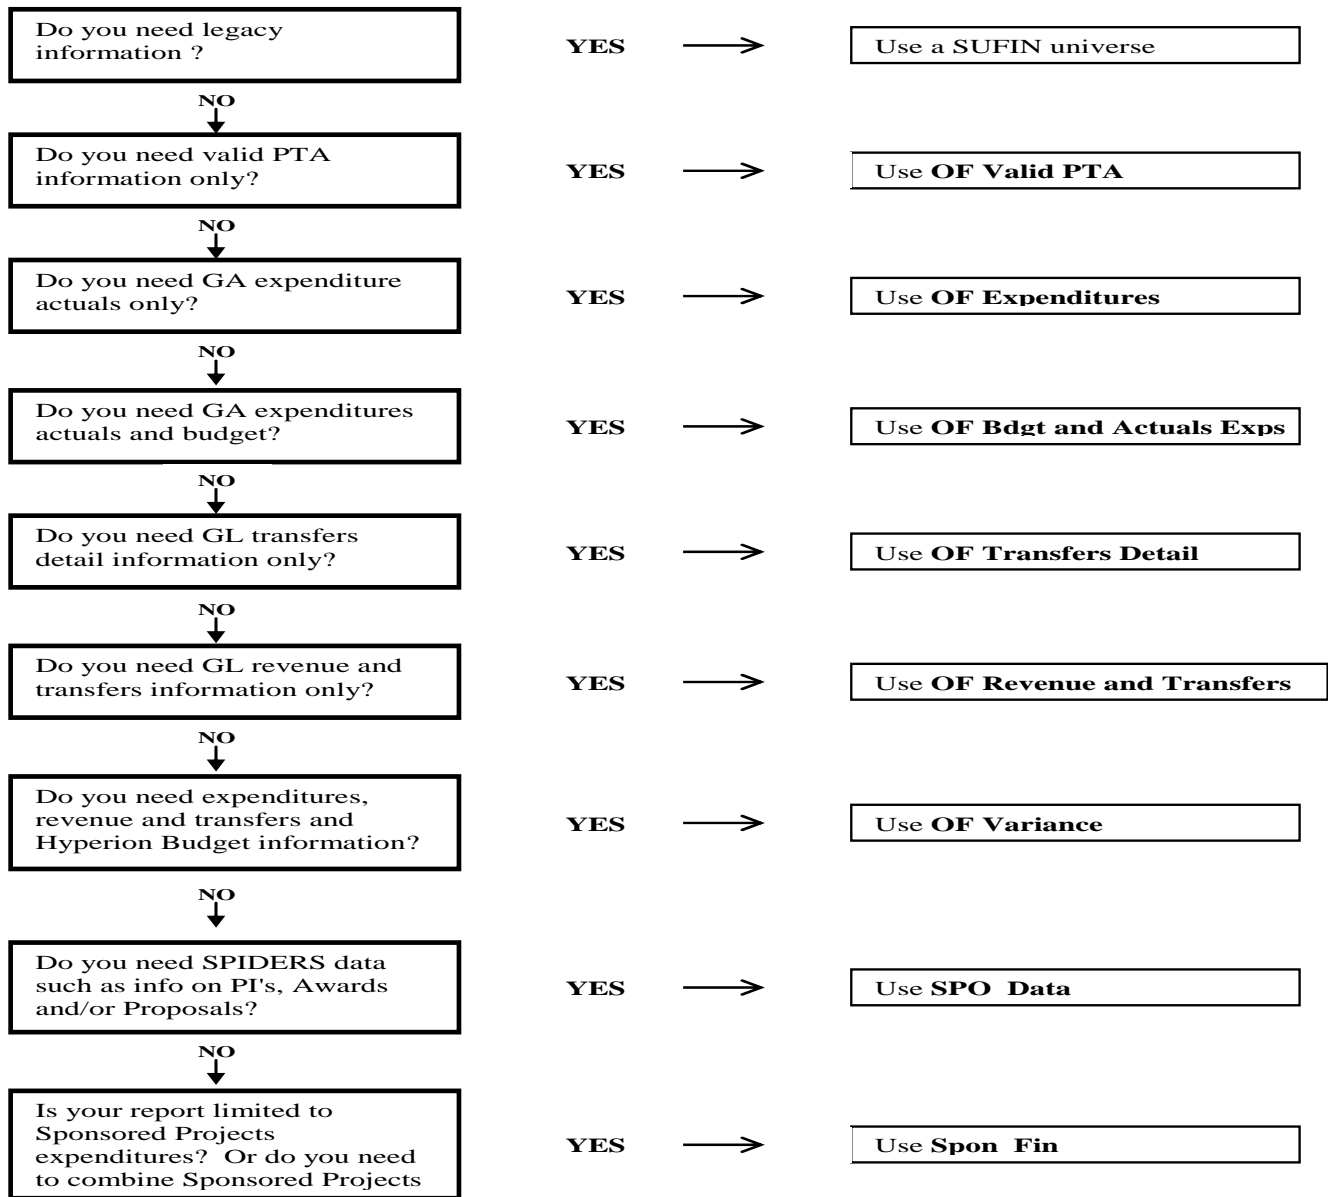 Do you need legacy
information ?
YES
Use a SUFIN universe
NO
Do you need valid PTA
information only?
YES
Use OF Valid PTA
NO
Do you need GA expenditure
actuals only?
YES
Use OF Expenditures
NO
Do you need GA expenditures
actuals and budget?
YES
Use OF Bdgt and Actuals Exps
NO
Do you need GL transfers
detail information only?
YES
Use OF Transfers Detail
NO
Do you need GL revenue and
transfers information only?
YES
Use OF Revenue and Transfers
NO
Do you need expenditures,
revenue and transfers and
Hyperion Budget information?
YES
Use OF Variance
NO
Do you need SPIDERS data
such as info on PI's, Awards
and/or Proposals?
YES
Use SPO Data
NO
Is your report limited to
Sponsored Projects
expenditures? Or do you need
to combine Sponsored Projects
YES
Use Spon Fin